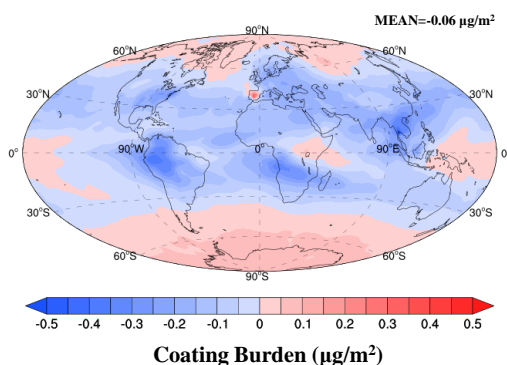 MEAN=-0.06 μg/m²
90°N
60°N 60°N
30°N 30°N
0° 90°W 0° 90°E 0
30°S 30°S
60°S 60°S
90°S
-0.5 -0.4 -0.3 -0.2 -0.1 0 0.1 0.2 0.3 0.4 0.5
Coating Burden (μg/m²)